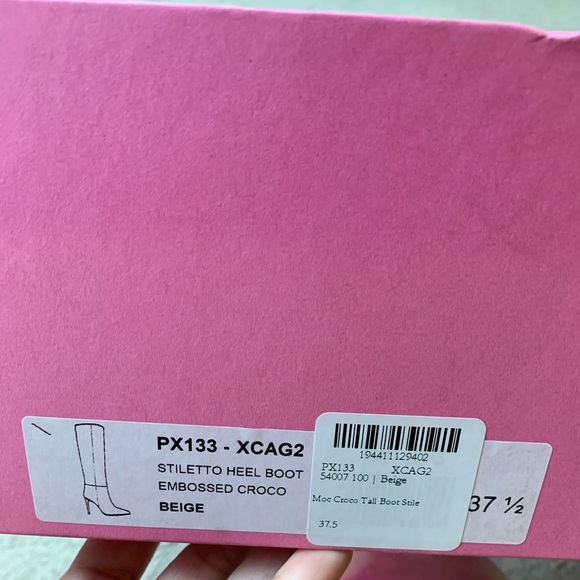 PX133 - XCAG2
STILETTO HEEL BOOT
EMBOSSED CROCO
BEIGE
194411129402
PX133 XCAG2
54007 100 | Beige
Moc Croco Tall Boot Stile
37.5
37 ½